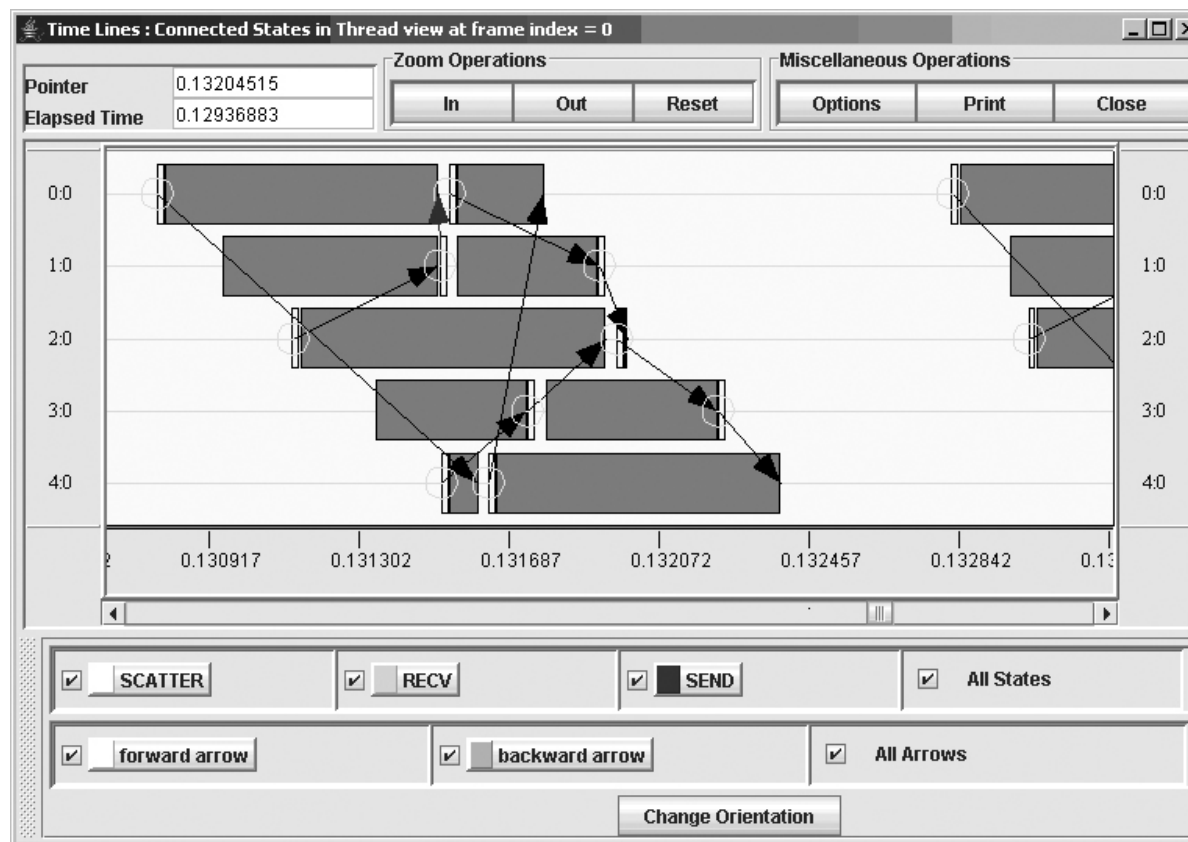 Time Lines : Connected States in Thread view at frame index = 0
Zoom Operations
Miscellaneous Operations
Pointer 0.13204515
Elapsed Time 0.12936883
In Out Reset
Options Print Close
0:0 0:0
1:0 1:0
2:0 2:0
3:0 3:0
4:0 4:0
0.130917 0.131302 0.131687 0.132072 0.132457 0.132842
SCATTER RECV SEND All States
forward arrow backward arrow All Arrows
Change Orientation